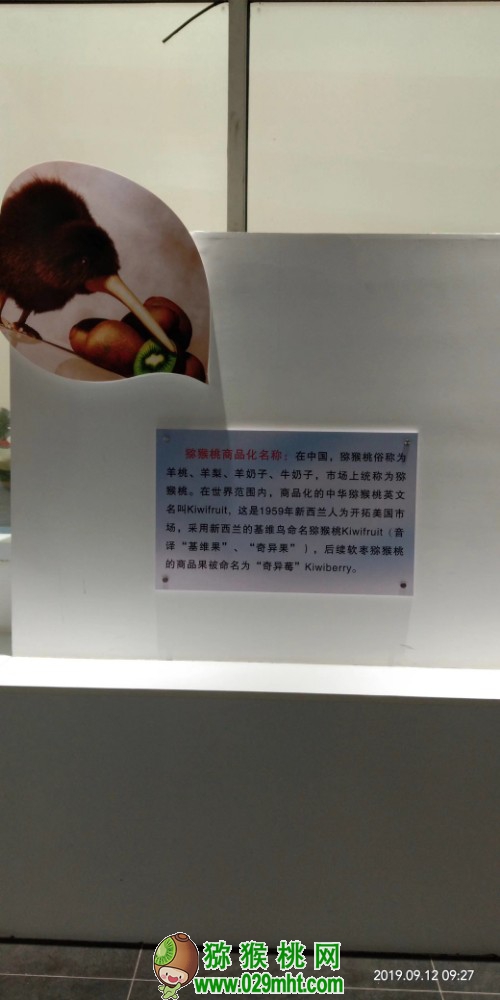 猕猴桃商品化名称：在中国，猕猴桃俗称为
羊桃、羊梨、羊奶子、牛奶子，市场上统称为猕
猴桃。在世界范围内，商品化的中华猕猴桃英文
名叫Kiwifruit，这是1959年新西兰人为开拓美国市
场，采用新西兰的基维鸟命名猕猴桃Kiwifruit（音
译“基维果”、“奇异果”），后续软枣猕猴桃
的商品果被命名为“奇异莓”Kiwiberry。
猕猴桃网
www.029mht.com
2019.09.12 09:27